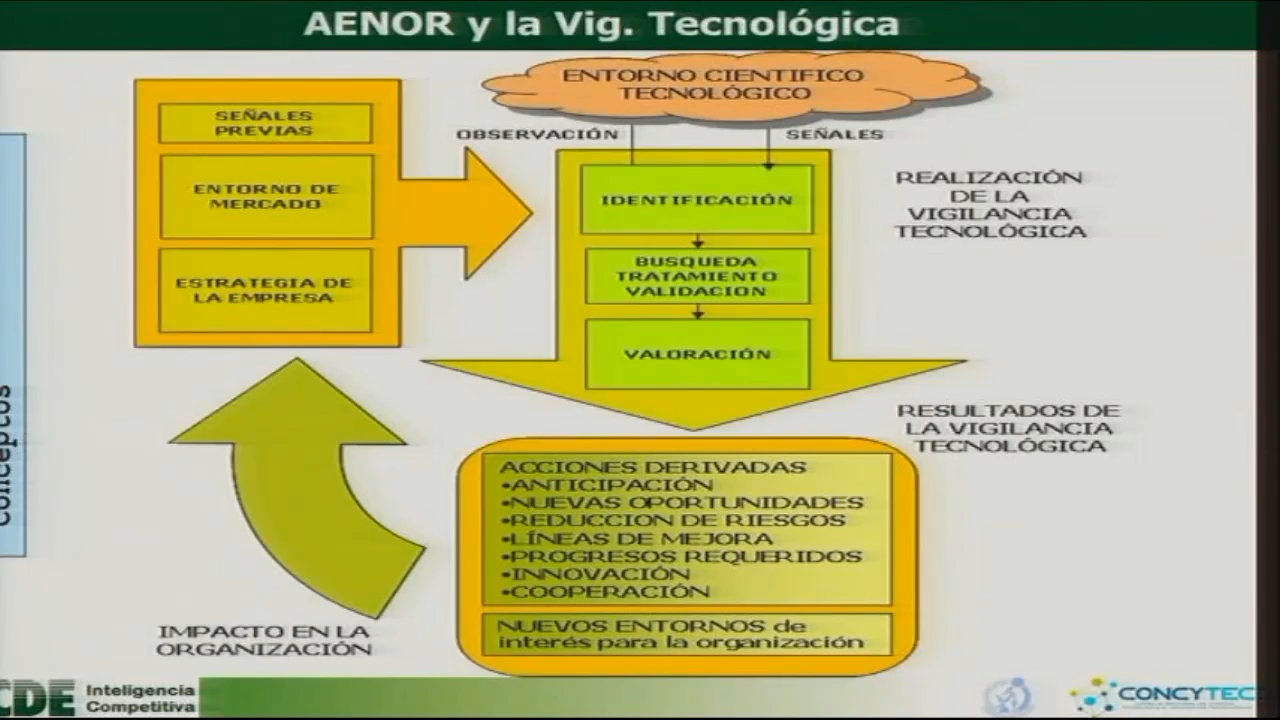 AENOR y la Vig. Tecnológica
SEÑALES
PREVIAS
ENTORNO DE
MERCADO
ESTRATEGIA DE
LA EMPRESA
ENTORNO CIENTIFICO
TECNOLÓGICO
OBSERVACIÓN
SEÑALES
IDENTIFICACIÓN
BUSQUEDA
TRATAMIENTO
VALIDACION
VALORACIÓN
REALIZACIÓN
DE LA
VIGILANCIA
TECNOLÓGICA
RESULTADOS DE
LA VIGILANCIA
TECNOLÓGICA
ACCIONES DERIVADAS
•ANTICIPACIÓN
•NUEVAS OPORTUNIDADES
•REDUCCION DE RIESGOS
•LÍNEAS DE MEJORA
•PROGRESOS REQUERIDOS
•INNOVACIÓN
•COOPERACIÓN
NUEVOS ENTORNOS de
interés para la organización
IMPACTO EN LA
ORGANIZACIÓN
conceptos
CDE
Inteligencia
Competitiva
CONCYTEC